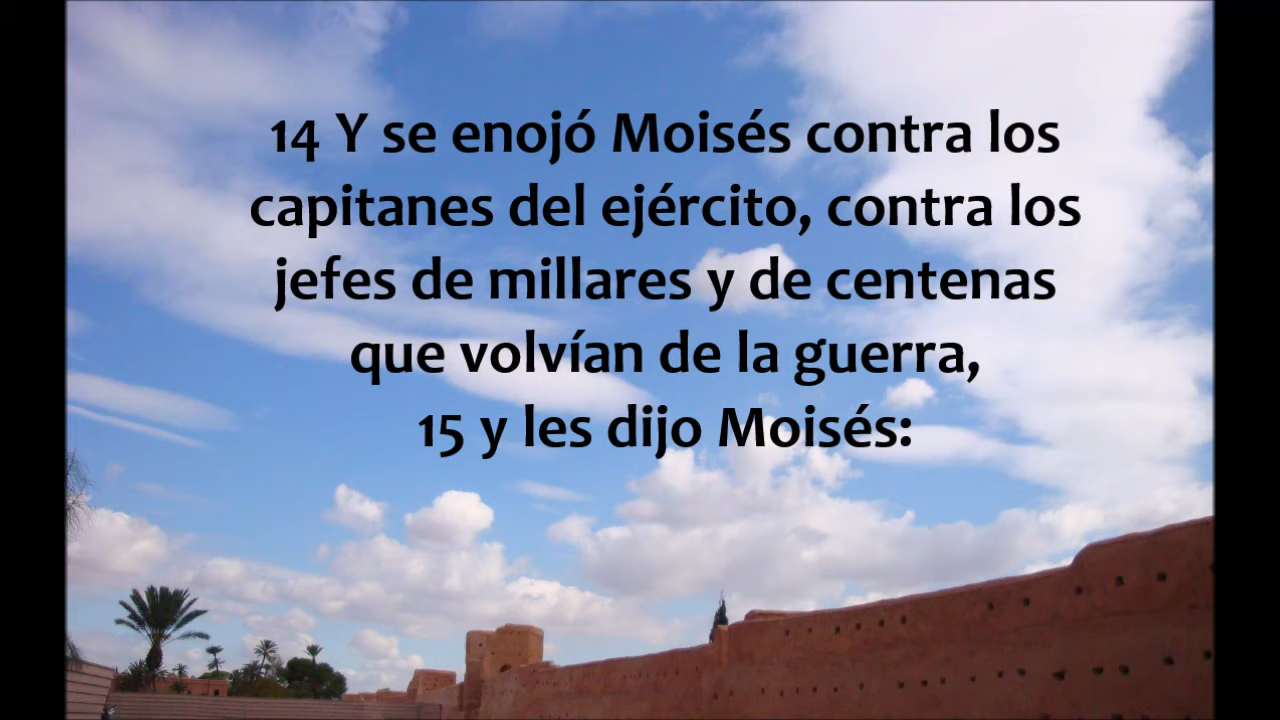 14 Y se enojó Moisés contra los
capitanes del ejército, contra los
jefes de millares y de centenas
que volvían de la guerra,
15 y les dijo Moisés: